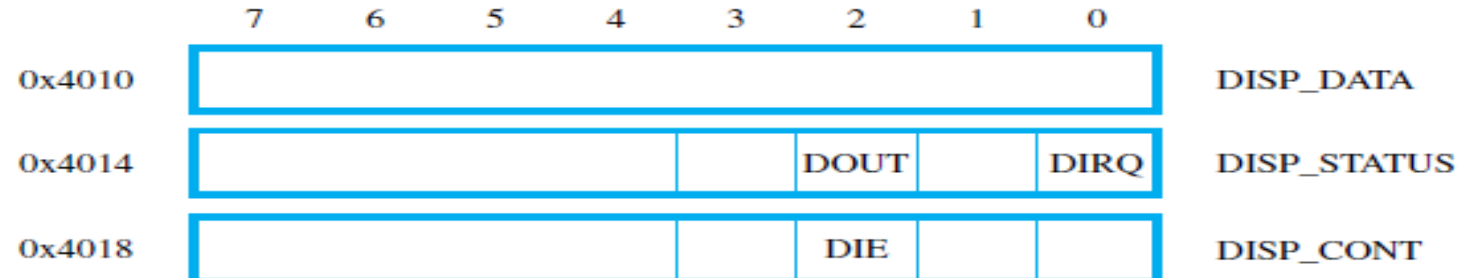 7 6 5 4 3 2 1 0
0x4010 DISP_DATA
0x4014 DOUT DIRQ DISP_STATUS
0x4018 DIE DISP_CONT